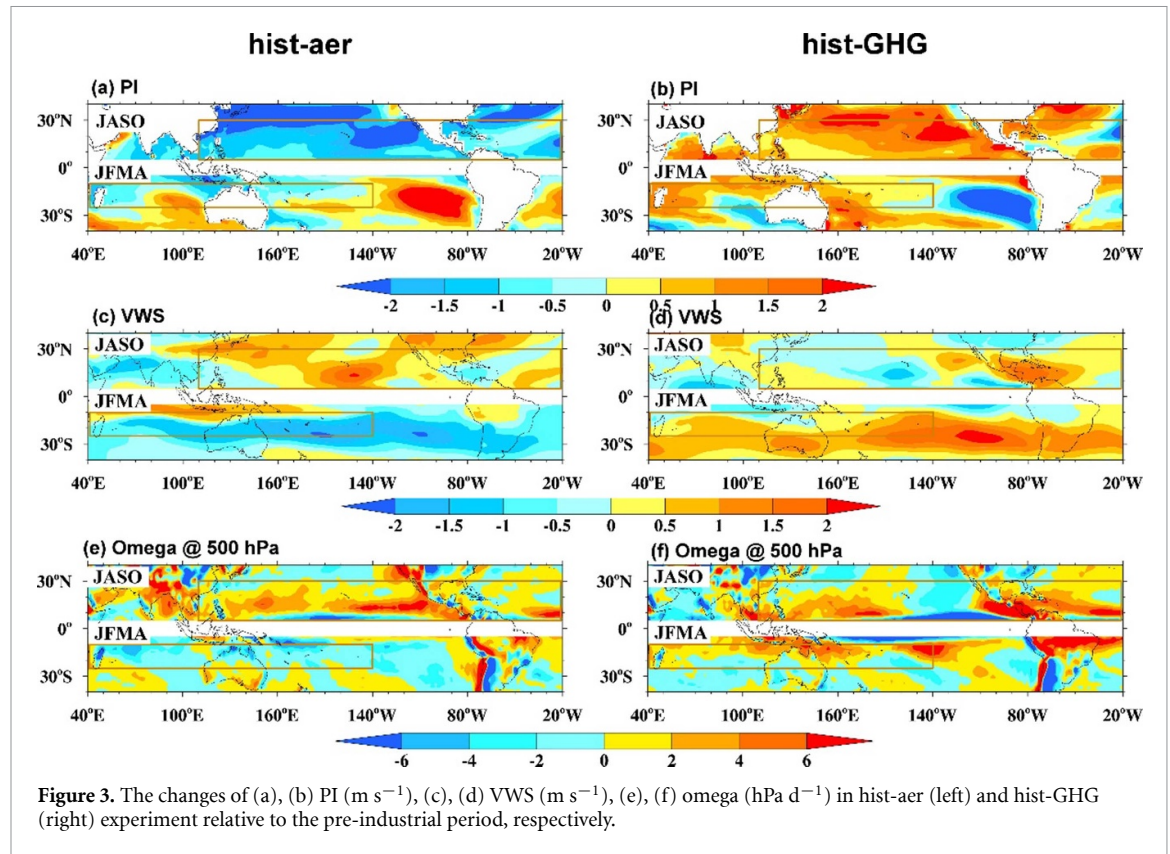 hist-aer hist-GHG
(a) PI (b) PI
30°N JASO 30°N JASO
0° 0°
JFMA JFMA
30°S 30°S
40°E 100°E 160°E 140°W 80°W 20°W 40°E 100°E 160°E 140°W 80°W 20°W
-2 -1.5 -1 -0.5 0 0.5 1 1.5 2
(c) VWS (d) VWS
30°N JASO 30°N JASO
0° 0°
JFMA JFMA
30°S 30°S
40°E 100°E 160°E 140°W 80°W 20°W 40°E 100°E 160°E 140°W 80°W 20°W
-2 -1.5 -1 -0.5 0 0.5 1 1.5 2
(e) Omega @ 500 hPa (f) Omega @ 500 hPa
30°N JASO 30°N JASO
0° 0°
JFMA JFMA
30°S 30°S
40°E 100°E 160°E 140°W 80°W 20°W 40°E 100°E 160°E 140°W 80°W 20°W
-6 -4 -2 0 2 4 6
Figure 3. The changes of (a), (b) PI (m s⁻¹), (c), (d) VWS (m s⁻¹), (e), (f) omega (hPa d⁻¹) in hist-aer (left) and hist-GHG
(right) experiment relative to the pre-industrial period, respectively.